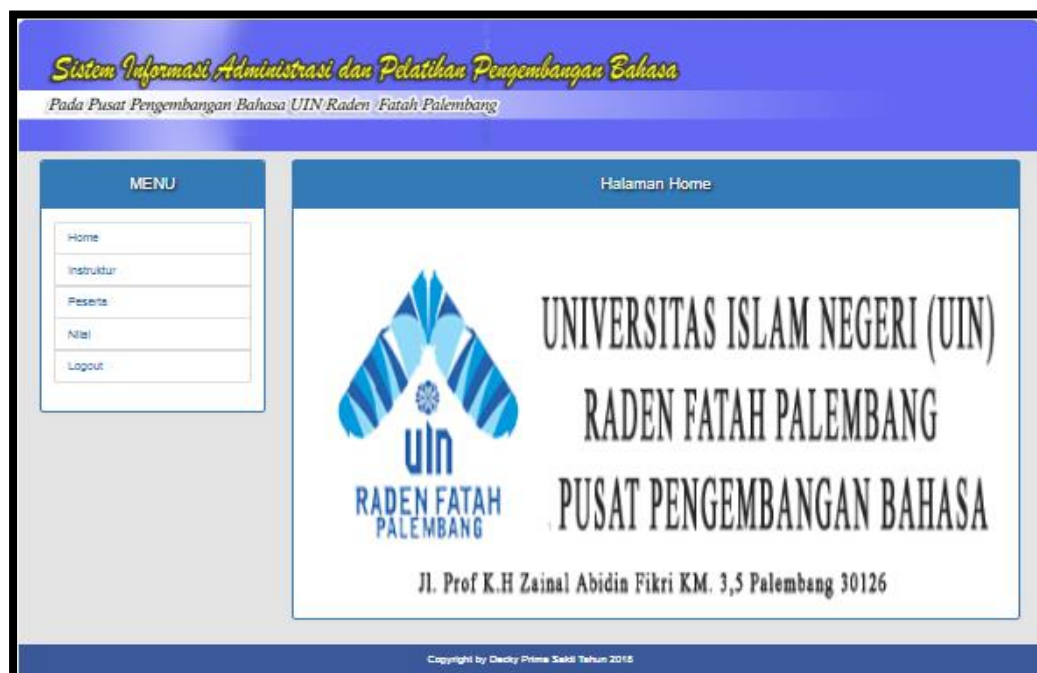 Sistem Informasi Administrasi dan Pelatihan Pengembangan Bahasa
Pada Pusat Pengembangan Bahasa UIN Raden Fatah Palembang
MENU
Home
Instruktur
Peserta
Nilai
Logout
Halaman Home
uin
RADEN FATAH
PALEMBANG
UNIVERSITAS ISLAM NEGERI (UIN)
RADEN FATAH PALEMBANG
PUSAT PENGEMBANGAN BAHASA
Jl. Prof K.H Zainal Abidin Fikri KM. 3,5 Palembang 30126
Copyright by Decky Prima Sakti Tahun